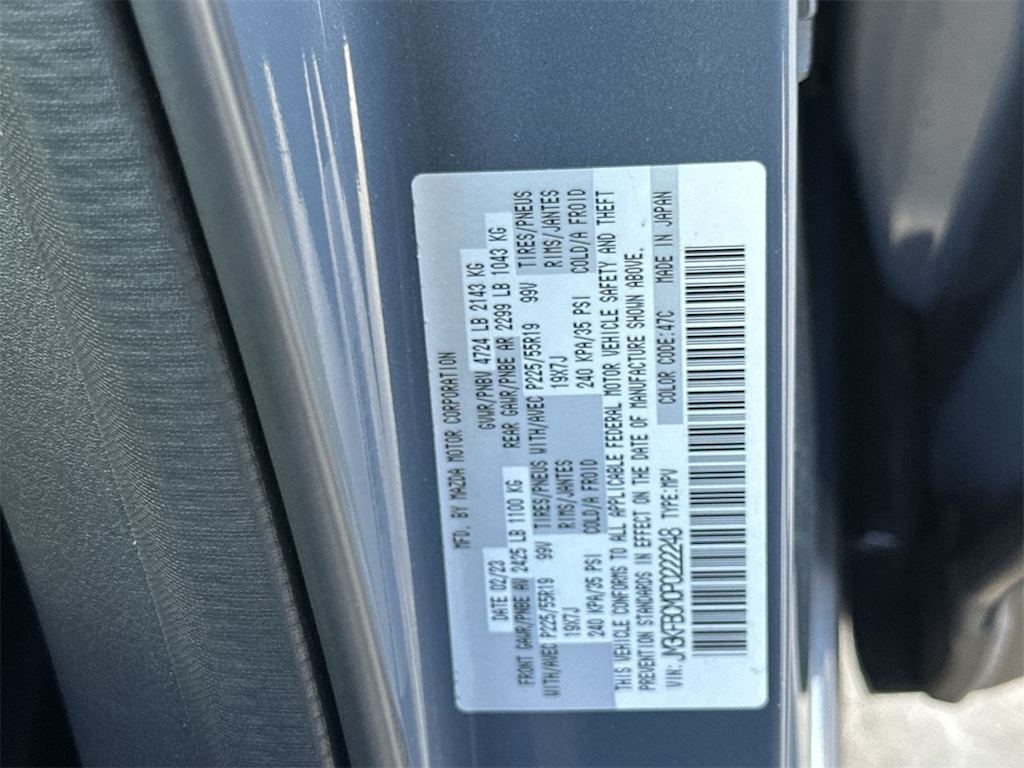 MFD. BY MAZDA MOTOR CORPORATION
DATE 02/23 GVWR/PNBV 4724 LB 2143 KG
FRONT GAWR/PNBE AV 2425 LB 1100 KG REAR GAWR/PNBE AR 2299 LB 1043 KG
WITH/AVEC P225/55R19 99V TIRES/PNEUS WITH/AVEC P225/55R19 99V TIRES/PNEUS
19X7J RIMS/JANTES 19X7J RIMS/JANTES
240 KPA/35 PSI COLD/A FROID 240 KPA/35 PSI COLD/A FROID
THIS VEHICLE CONFORMS TO ALL APPLICABLE FEDERAL MOTOR VEHICLE SAFETY AND THEFT
PREVENTION STANDARDS IN EFFECT ON THE DATE OF MANUFACTURE SHOWN ABOVE.
VIN: JM3KFBCM0P0222248 TYPE:MPV COLOR CODE:47C MADE IN JAPAN